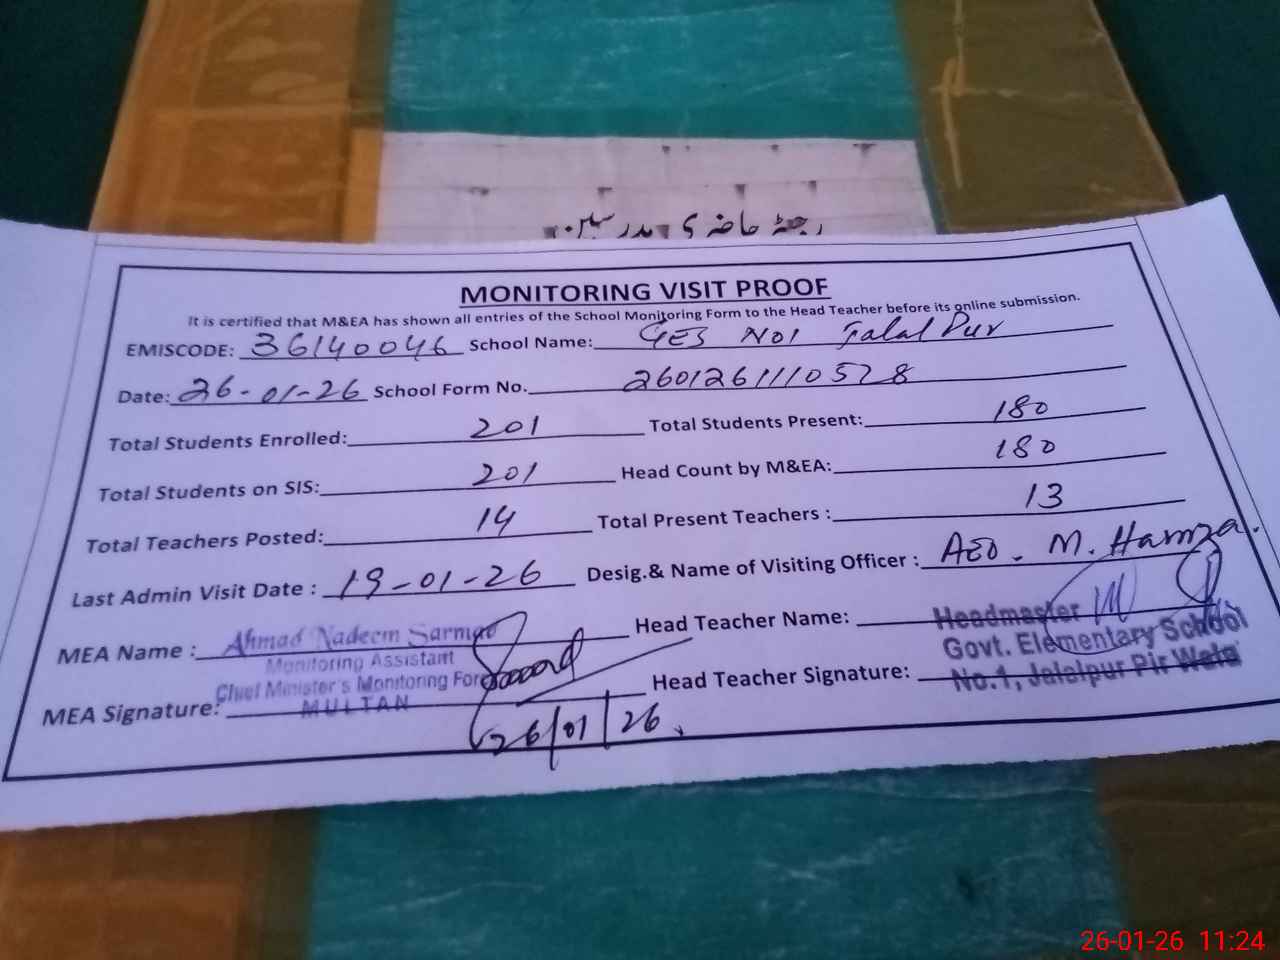 رجسٹر حاضری مدرسین
MONITORING VISIT PROOF
It is certified that M&EA has shown all entries of the School Monitoring Form to the Head Teacher before its online submission.
EMISCODE: 36140046 School Name: GES No1 Jalal Pur
Date: 26-01-26 School Form No. 2601261110528
Total Students Enrolled: 201 Total Students Present: 180
Total Students on SIS: 201 Head Count by M&EA: 180
Total Teachers Posted: 14 Total Present Teachers : 13
Last Admin Visit Date : 19-01-26 Desig.& Name of Visiting Officer : AEO. M. Hamza.
MEA Name : Ahmad Nadeem Sarmad Head Teacher Name: Headmaster
Monitoring Assistant Govt. Elementary School
Chief Minister's Monitoring Force Head Teacher Signature: No.1, Jalalpur Pir Wala
MEA Signature: MULTAN
26/01/26
26-01-26 11:24